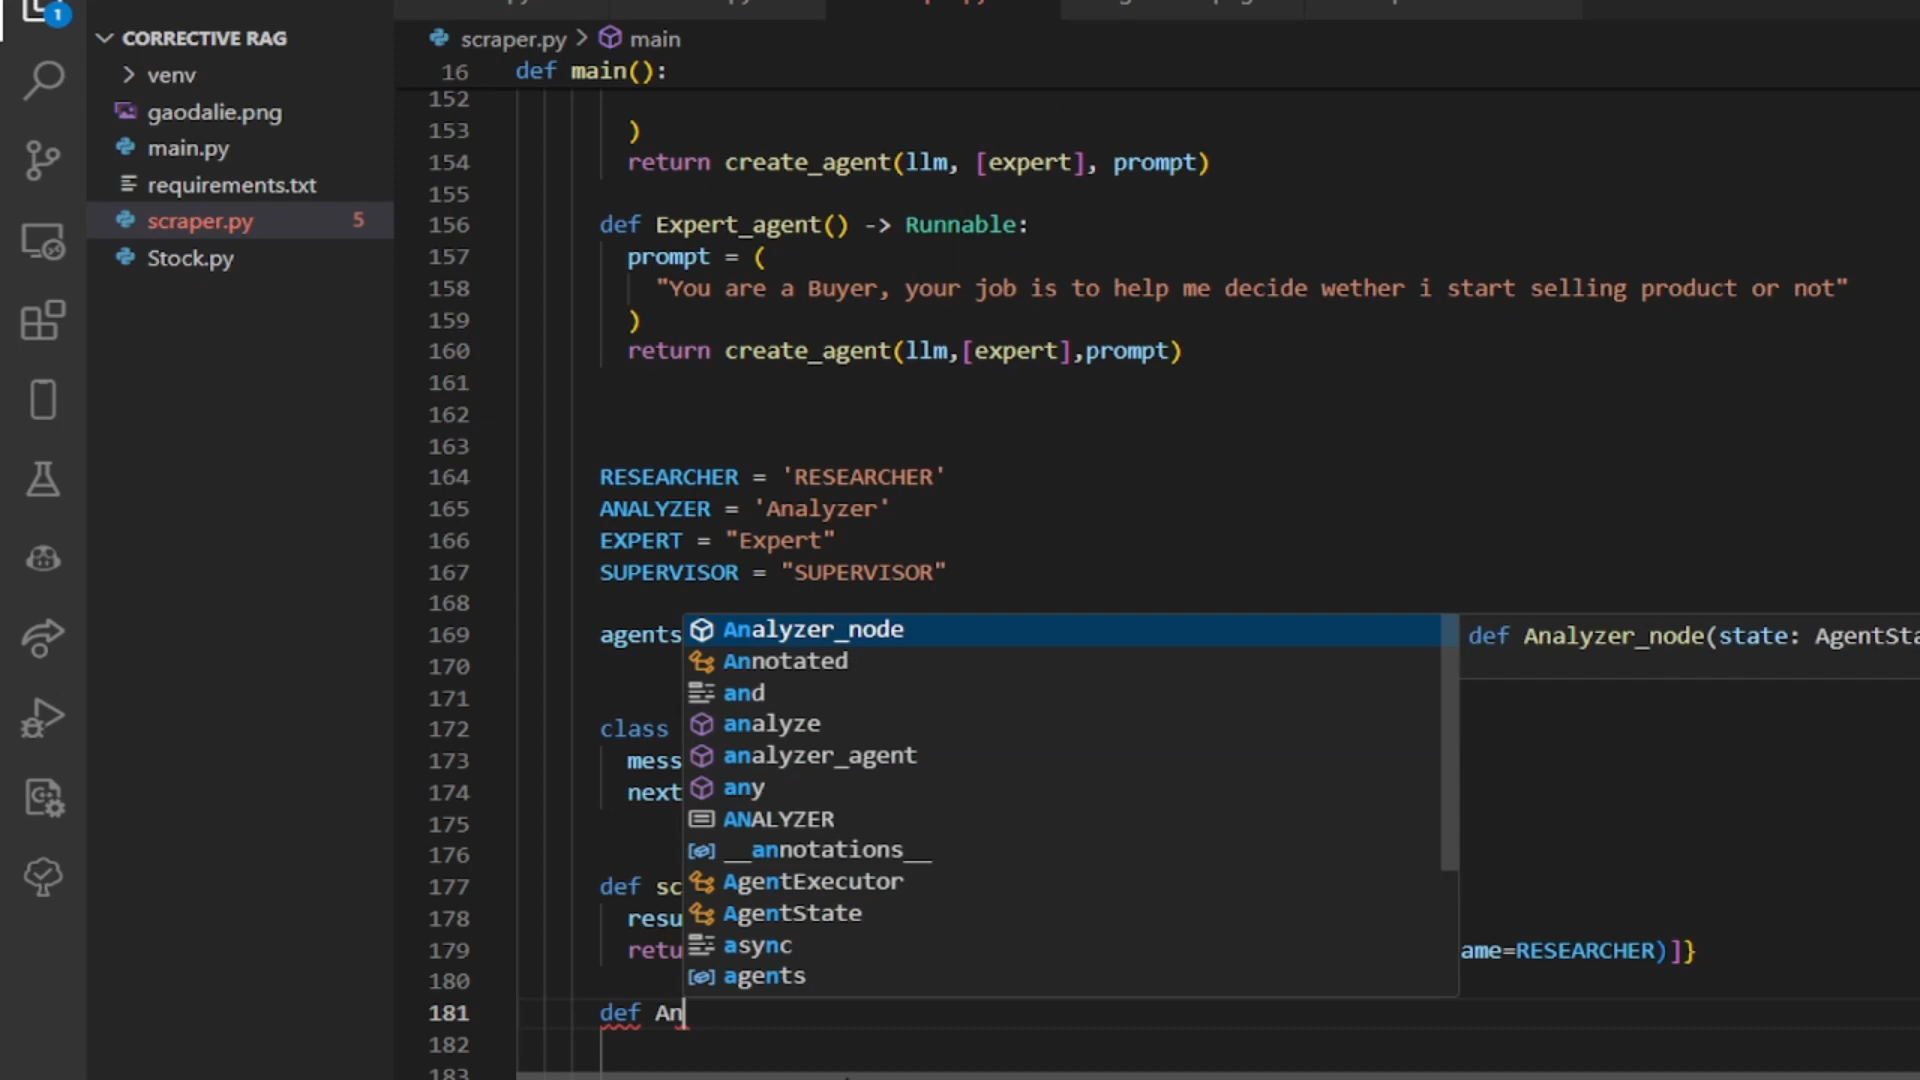 1
CORRECTIVE RAG
venv
gaodalie.png
main.py
requirements.txt
scraper.py 5
Stock.py
scraper.py > main
16 def main():
152
153 )
154 return create_agent(llm, [expert], prompt)
155
156 def Expert_agent() -> Runnable:
157 prompt = (
158 "You are a Buyer, your job is to help me decide wether i start selling product or not"
159 )
160 return create_agent(llm,[expert],prompt)
161
162
163
164 RESEARCHER = 'RESEARCHER'
165 ANALYZER = 'Analyzer'
166 EXPERT = "Expert"
167 SUPERVISOR = "SUPERVISOR"
168
169 agents
170
171
172 class
173 mess
174 next
175
176
177 def sc
178 resu
179 retu ame=RESEARCHER)]}
180
181 def An
182
183
Analyzer_node
Annotated
and
analyze
analyzer_agent
any
ANALYZER
__annotations__
AgentExecutor
AgentState
async
agents
def Analyzer_node(state: AgentSta